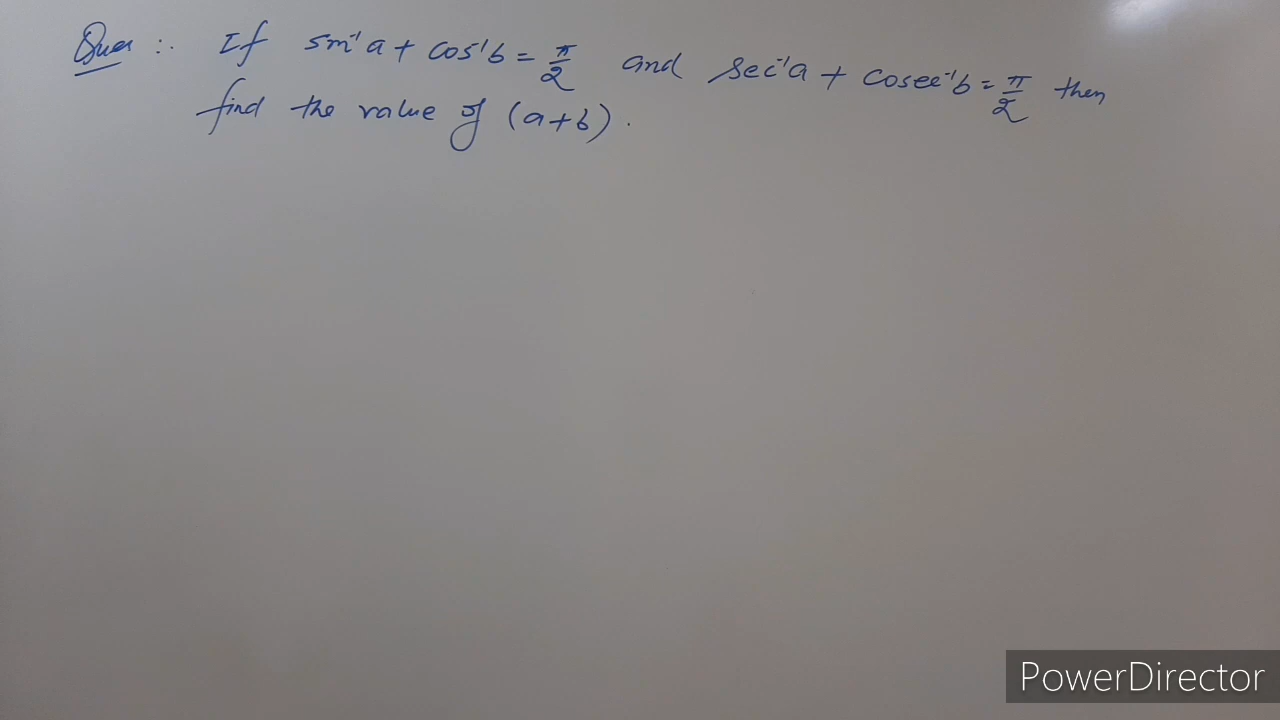 Ques :. If sin⁻¹a + cos⁻¹b = π/2 and sec⁻¹a + cosec⁻¹b = π/2 then
find the value of (a+b).
PowerDirector